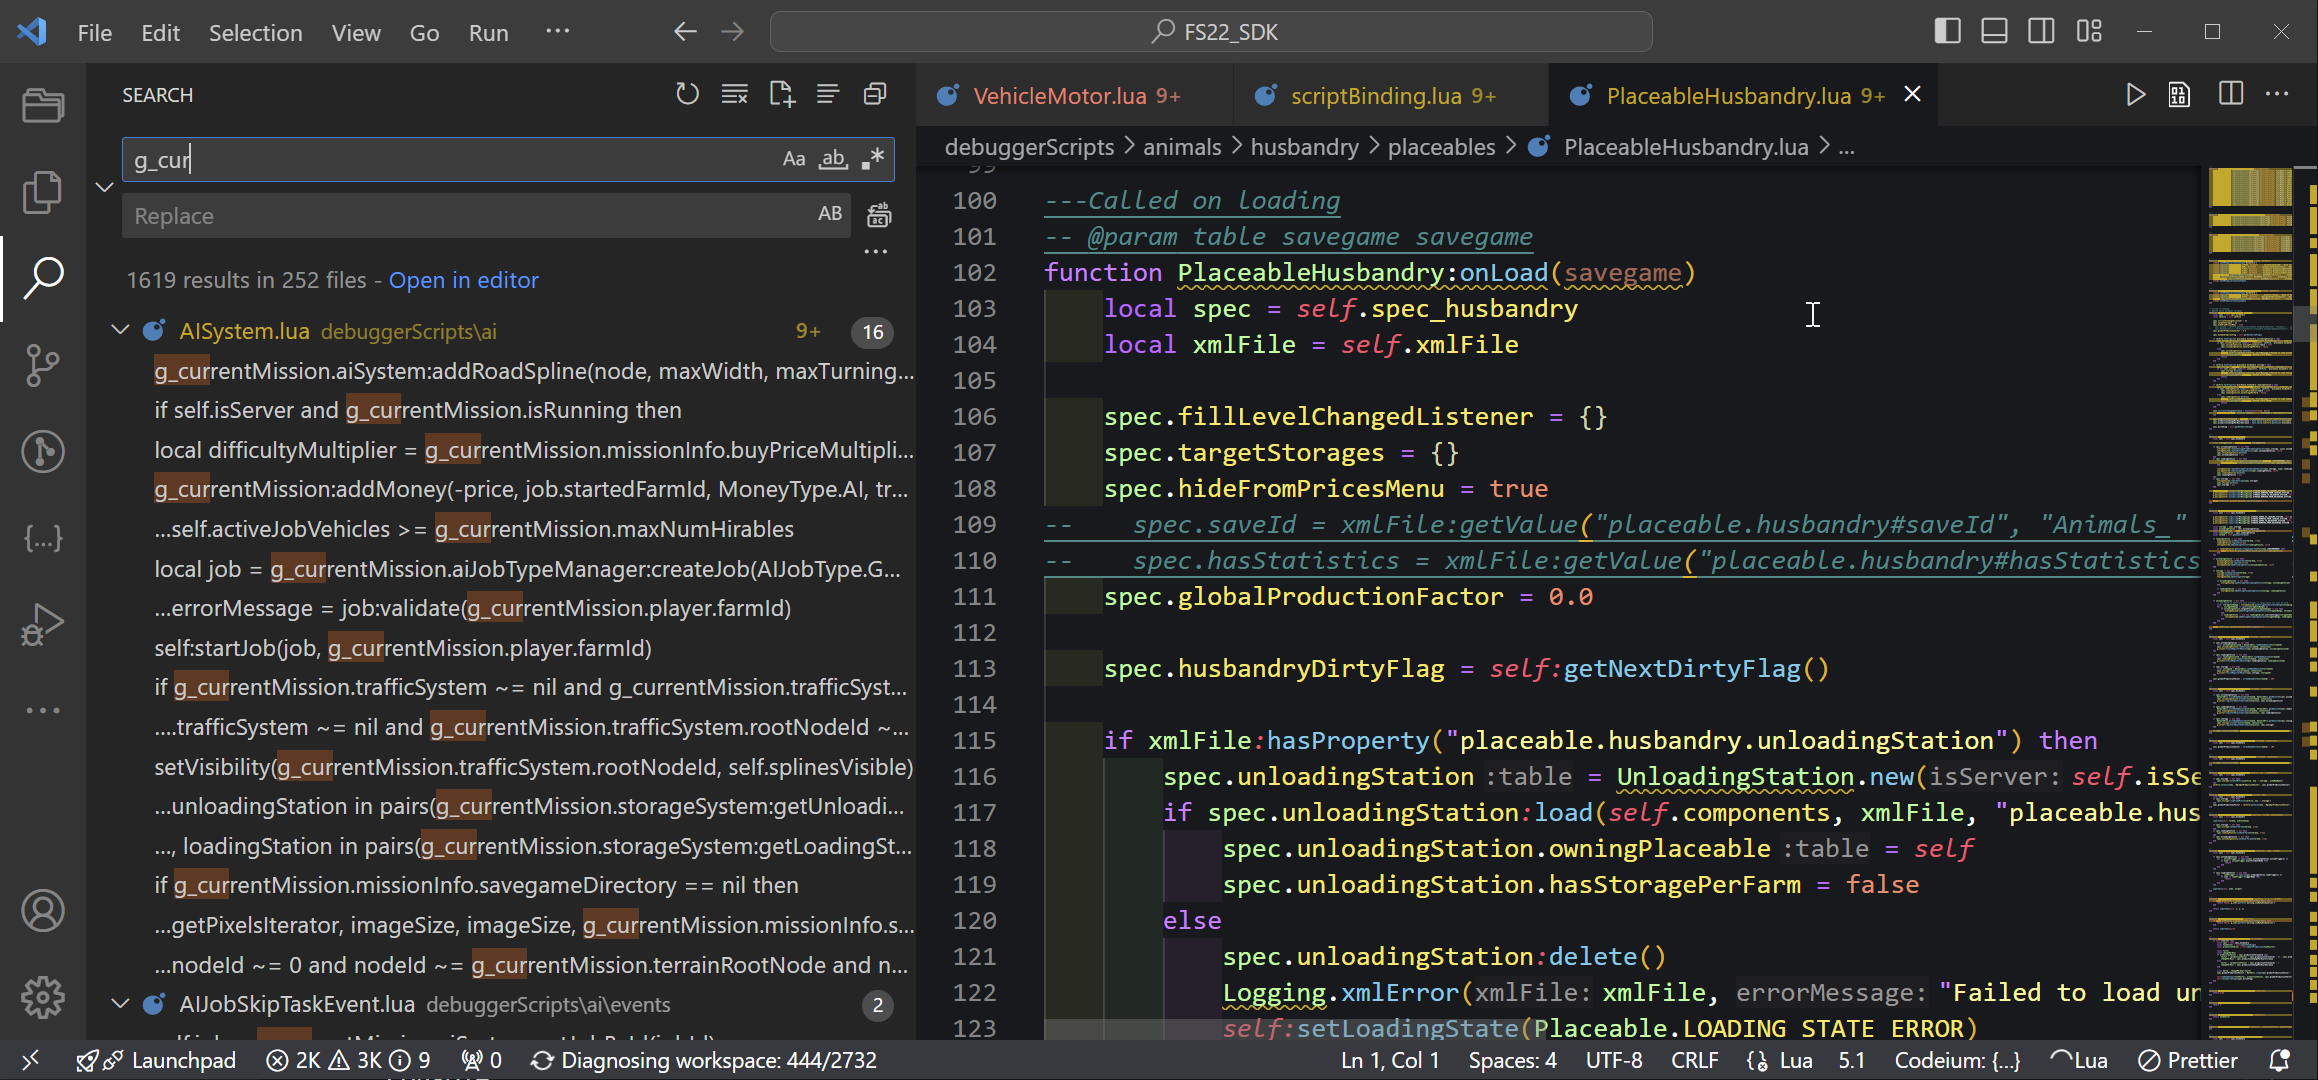 File Edit Selection View Go Run ...
FS22_SDK
SEARCH
g_cur
Aa ab .*
Replace
AB
1619 results in 252 files - Open in editor
AISystem.lua debuggerScripts\ai 9+ 16
g_currentMission.aiSystem:addRoadSpline(node, maxWidth, maxTurning...
if self.isServer and g_currentMission.isRunning then
local difficultyMultiplier = g_currentMission.missionInfo.buyPriceMultipli...
g_currentMission:addMoney(-price, job.startedFarmId, MoneyType.AI, tr...
...self.activeJobVehicles >= g_currentMission.maxNumHirables
local job = g_currentMission.aiJobTypeManager:createJob(AIJobType.G...
...errorMessage = job:validate(g_currentMission.player.farmId)
self:startJob(job, g_currentMission.player.farmId)
if g_currentMission.trafficSystem ~= nil and g_currentMission.trafficSyst...
....trafficSystem ~= nil and g_currentMission.trafficSystem.rootNodeId ~...
setVisibility(g_currentMission.trafficSystem.rootNodeId, self.splinesVisible)
...unloadingStation in pairs(g_currentMission.storageSystem:getUnloadi...
..., loadingStation in pairs(g_currentMission.storageSystem:getLoadingSt...
if g_currentMission.missionInfo.savegameDirectory == nil then
...getPixelsIterator, imageSize, imageSize, g_currentMission.missionInfo.s...
...nodeId ~= 0 and nodeId ~= g_currentMission.terrainRootNode and n...
AIJobSkipTaskEvent.lua debuggerScripts\ai\events 2
VehicleMotor.lua 9+ scriptBinding.lua 9+ PlaceableHusbandry.lua 9+
debuggerScripts > animals > husbandry > placeables > PlaceableHusbandry.lua > ...
99
100 ---Called on loading
101 -- @param table savegame savegame
102 function PlaceableHusbandry:onLoad(savegame)
103 local spec = self.spec_husbandry
104 local xmlFile = self.xmlFile
105
106 spec.fillLevelChangedListener = {}
107 spec.targetStorages = {}
108 spec.hideFromPricesMenu = true
109 -- spec.saveId = xmlFile:getValue("placeable.husbandry#saveId", "Animals_"
110 -- spec.hasStatistics = xmlFile:getValue("placeable.husbandry#hasStatistics
111 spec.globalProductionFactor = 0.0
112
113 spec.husbandryDirtyFlag = self:getNextDirtyFlag()
114
115 if xmlFile:hasProperty("placeable.husbandry.unloadingStation") then
116 spec.unloadingStation :table = UnloadingStation.new(isServer: self.isSe
117 if spec.unloadingStation:load(self.components, xmlFile, "placeable.hus
118 spec.unloadingStation.owningPlaceable :table = self
119 spec.unloadingStation.hasStoragePerFarm = false
120 else
121 spec.unloadingStation:delete()
122 Logging.xmlError(xmlFile: xmlFile, errorMessage: "Failed to load un
123 self:setLoadingState(Placeable.LOADING_STATE_ERROR)
Launchpad 2K 3K 9 0 Diagnosing workspace: 444/2732
Ln 1, Col 1 Spaces: 4 UTF-8 CRLF Lua 5.1 Codeium: {...} Lua Prettier